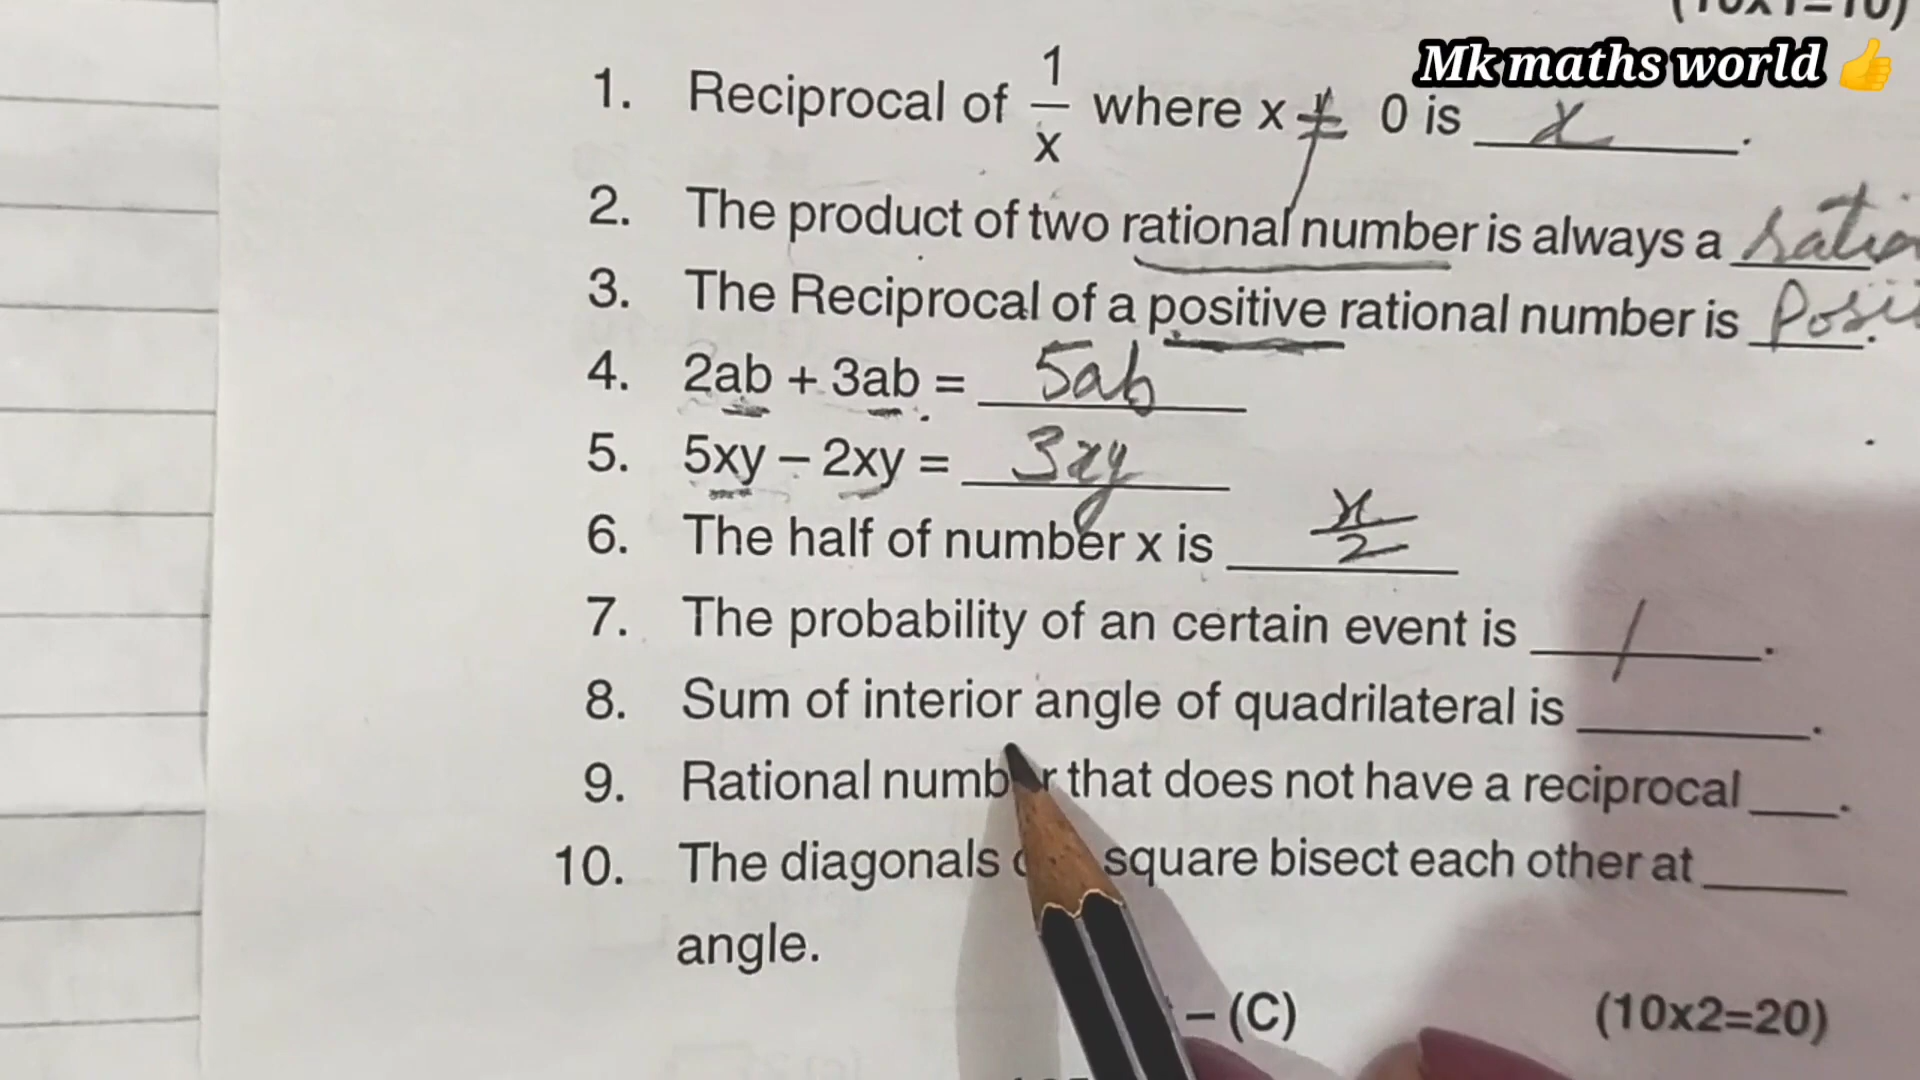 (10x1=10)
Mk maths world 👍
1. Reciprocal of 1/x where x ≠ 0 is x.
2. The product of two rational number is always a ratio
3. The Reciprocal of a positive rational number is Posi.
4. 2ab + 3ab = 5ab
5. 5xy – 2xy = 3xy
6. The half of number x is x/2
7. The probability of an certain event is 1.
8. Sum of interior angle of quadrilateral is ______.
9. Rational number that does not have a reciprocal ____.
10. The diagonals square bisect each other at ______
angle.
– (C) (10x2=20)